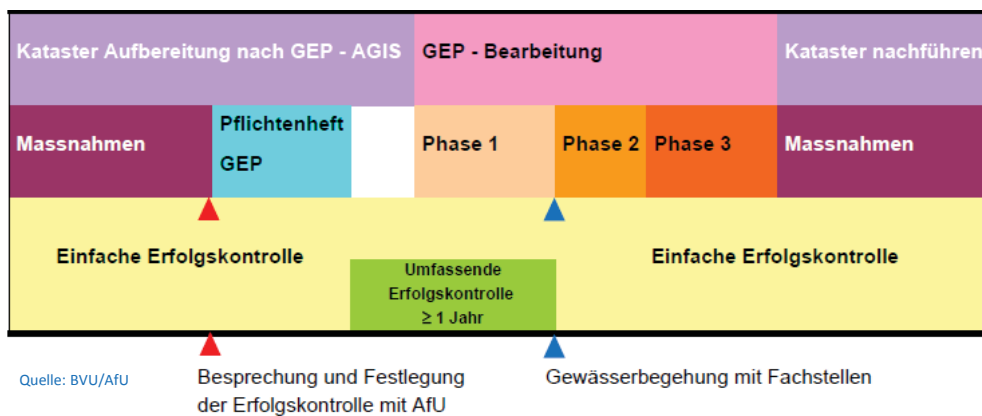 Kataster Aufbereitung nach GEP - AGIS
GEP - Bearbeitung
Kataster nachführen
Massnahmen
Pflichtenheft
GEP
Phase 1
Phase 2
Phase 3
Massnahmen
Einfache Erfolgskontrolle
Umfassende
Erfolgskontrolle
≥ 1 Jahr
Einfache Erfolgskontrolle
Quelle: BVU/AfU
Besprechung und Festlegung
der Erfolgskontrolle mit AfU
Gewässerbegehung mit Fachstellen